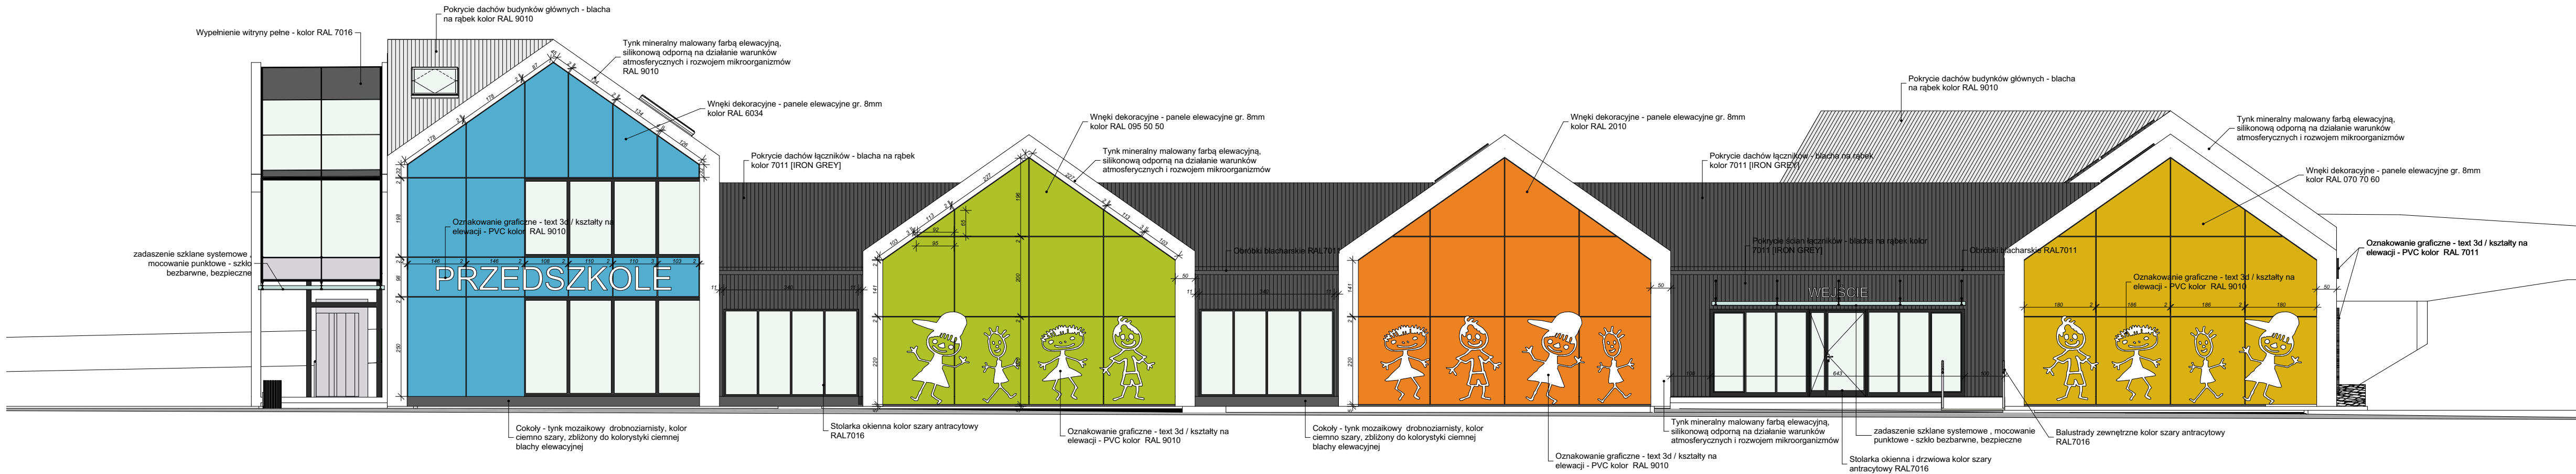 Pokrycie dachów budynków głównych - blacha
na rąbek kolor RAL 9010
Wypełnienie witryny pełne - kolor RAL 7016
Tynk mineralny malowany farbą elewacyjną,
silikonową odporną na działanie warunków
atmosferycznych i rozwojem mikroorganizmów
RAL 9010
Wnęki dekoracyjne - panele elewacyjne gr. 8mm
kolor RAL 6034
Pokrycie dachów łączników - blacha na rąbek
kolor 7011 [IRON GREY]
Wnęki dekoracyjne - panele elewacyjne gr. 8mm
kolor RAL 095 50 50
Tynk mineralny malowany farbą elewacyjną,
silikonową odporną na działanie warunków
atmosferycznych i rozwojem mikroorganizmów
Wnęki dekoracyjne - panele elewacyjne gr. 8mm
kolor RAL 2010
Pokrycie dachów łączników - blacha na rąbek
kolor 7011 [IRON GREY]
Pokrycie dachów budynków głównych - blacha
na rąbek kolor RAL 9010
Tynk mineralny malowany farbą elewacyjną,
silikonową odporną na działanie warunków
atmosferycznych i rozwojem mikroorganizmów
Wnęki dekoracyjne - panele elewacyjne gr. 8mm
kolor RAL 070 70 60
Oznakowanie graficzne - text 3d / kształty na
elewacji - PVC kolor RAL 9010
zadaszenie szklane systemowe ,
mocowanie punktowe - szkło
bezbarwne, bezpieczne
PRZEDSZKOLE
Obróbki blacharskie RAL7011
Pokrycie ścian łączników - blacha na rąbek kolor
7011 [IRON GREY]
Obróbki blacharskie RAL7011
WEJŚCIE
Oznakowanie graficzne - text 3d / kształty na
elewacji - PVC kolor RAL 9010
Oznakowanie graficzne - text 3d / kształty na
elewacji - PVC kolor RAL 7011
Cokoły - tynk mozaikowy drobnoziarnisty, kolor
ciemno szary, zbliżony do kolorystyki ciemnej
blachy elewacyjnej
Stolarka okienna kolor szary antracytowy
RAL7016
Oznakowanie graficzne - text 3d / kształty na
elewacji - PVC kolor RAL 9010
Cokoły - tynk mozaikowy drobnoziarnisty, kolor
ciemno szary, zbliżony do kolorystyki ciemnej
blachy elewacyjnej
Oznakowanie graficzne - text 3d / kształty na
elewacji - PVC kolor RAL 9010
Tynk mineralny malowany farbą elewacyjną,
silikonową odporną na działanie warunków
atmosferycznych i rozwojem mikroorganizmów
zadaszenie szklane systemowe , mocowanie
punktowe - szkło bezbarwne, bezpieczne
Stolarka okienna i drzwiowa kolor szary
antracytowy RAL7016
Balustrady zewnętrzne kolor szary antracytowy
RAL7016